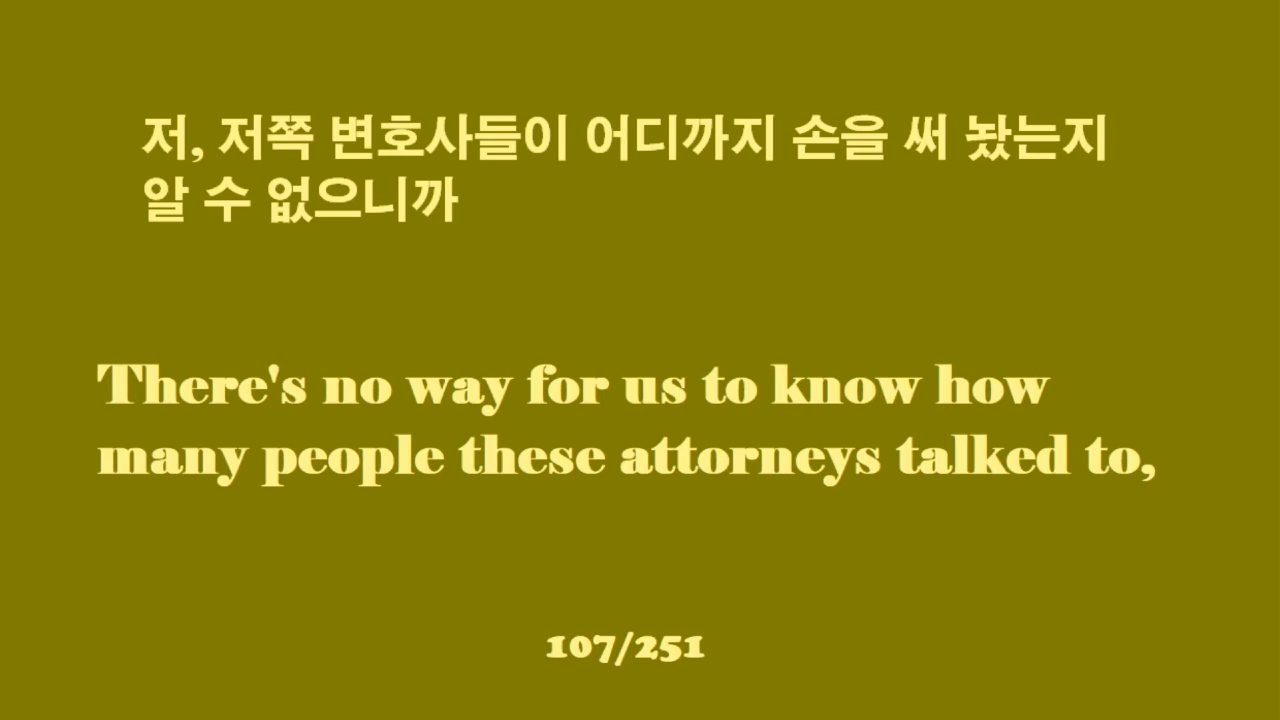 저, 저쪽 변호사들이 어디까지 손을 써 놨는지
알 수 없으니까
There's no way for us to know how
many people these attorneys talked to,
107/251